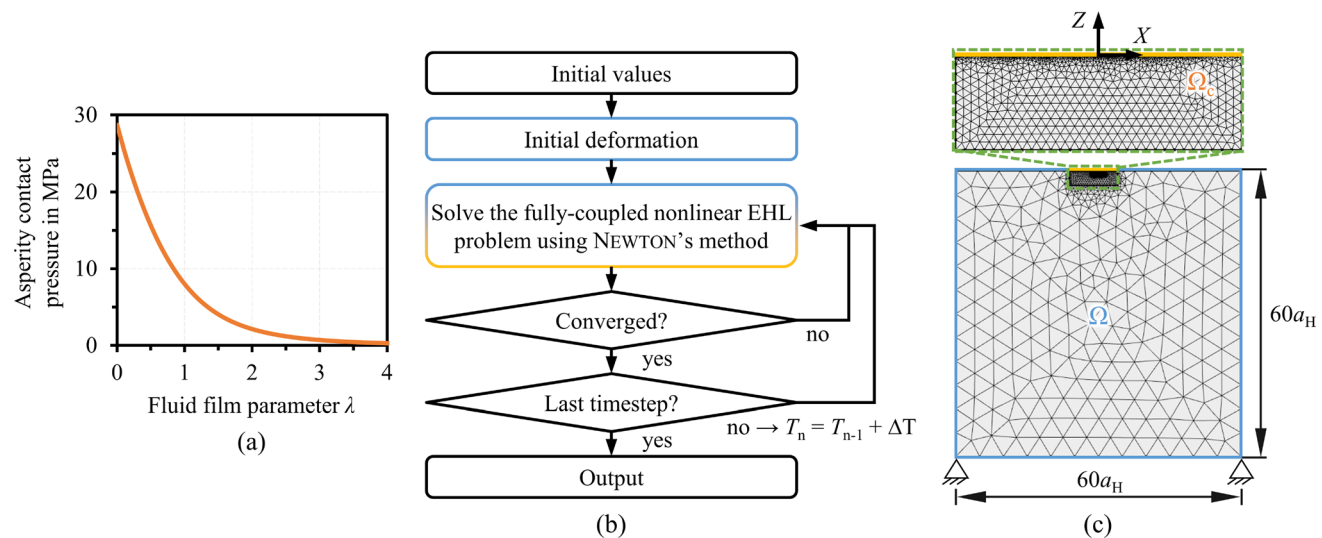 30
20
10
0
0 1 2 3 4
Asperity contact
pressure in MPa
Fluid film parameter λ
(a)
Initial values
Initial deformation
Solve the fully-coupled nonlinear EHL
problem using NEWTON's method
Converged?
no
yes
Last timestep?
no → Tn = Tn-1 + ΔT
yes
Output
(b)
Z
X
Ωc
Ω
60aH
60aH
(c)